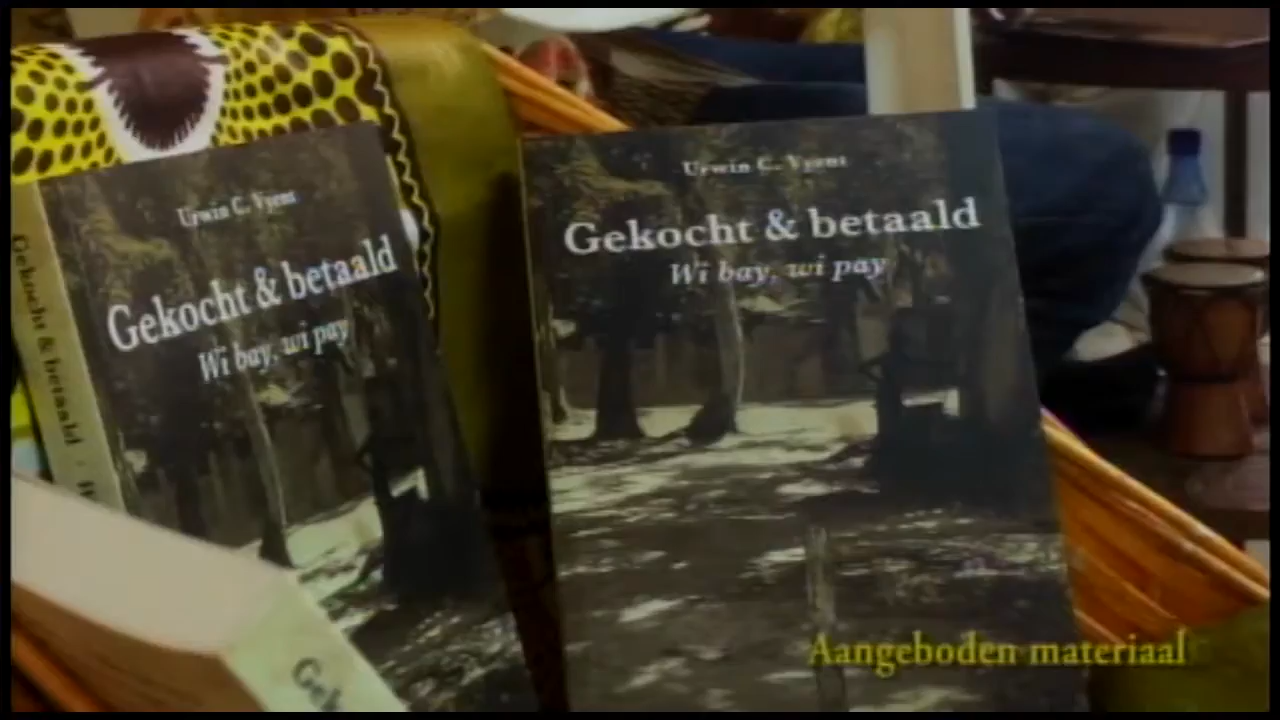 Urwin C. Vyent
Gekocht & betaald
Wi bay, wi pay
Gekocht & betaald
Urwin C. Vyent
Gekocht & betaald
Wi bay, wi pay
Aangeboden materiaal